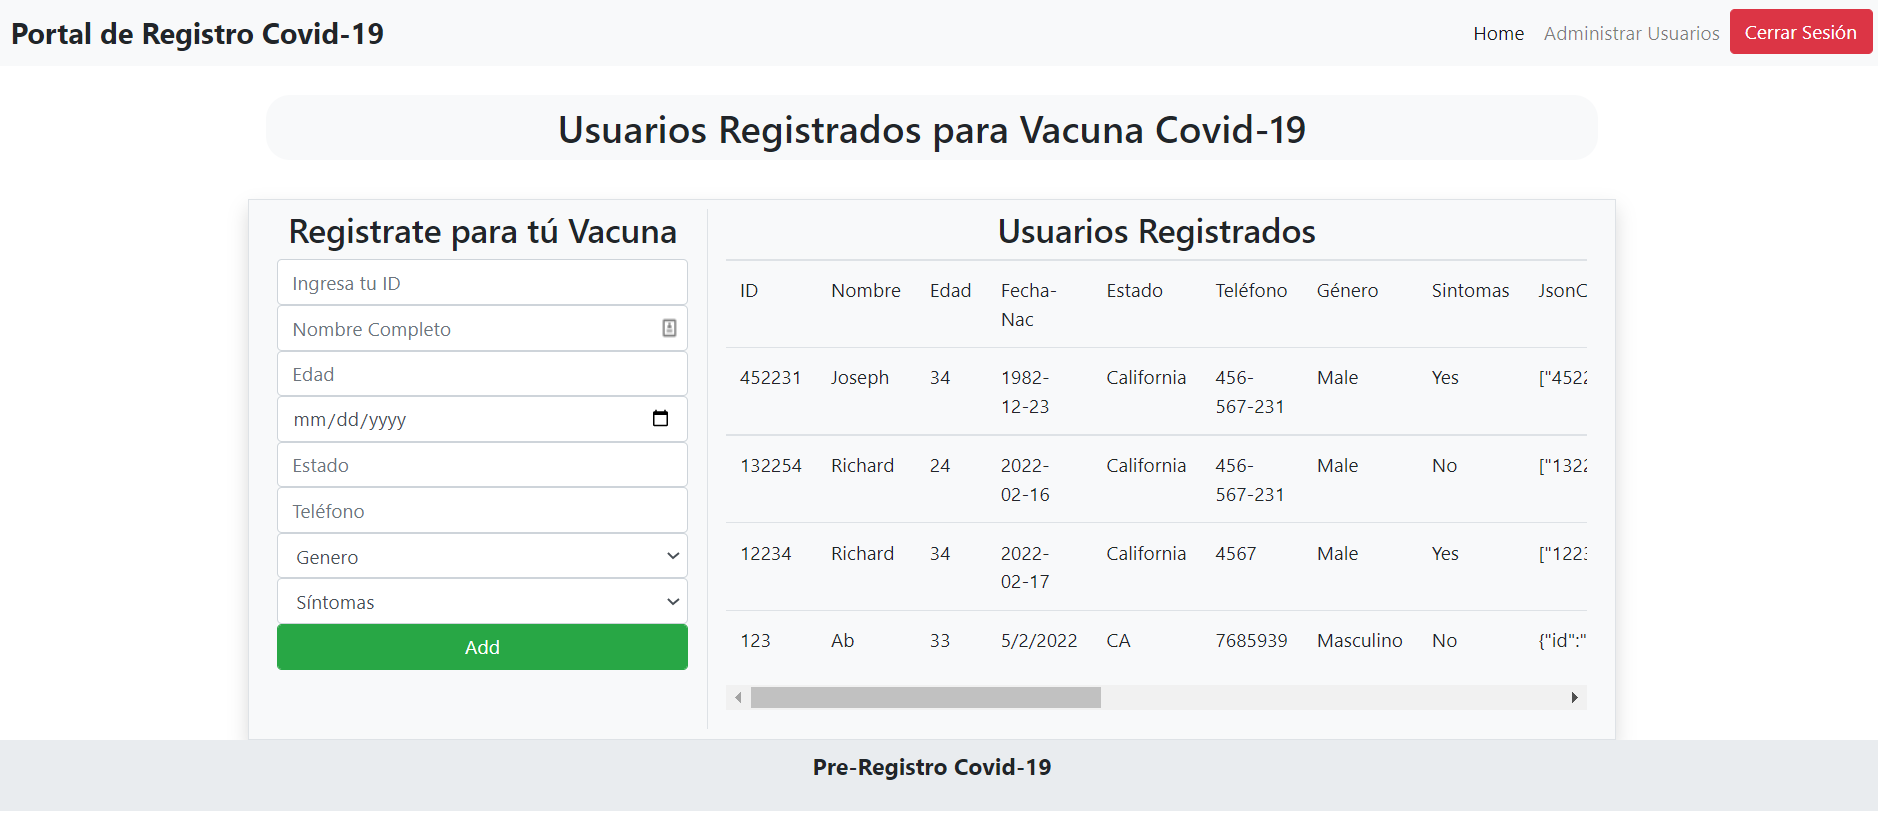 Portal de Registro Covid-19
Home Administrar Usuarios Cerrar Sesión
Usuarios Registrados para Vacuna Covid-19
Registrate para tú Vacuna
Ingresa tu ID
Nombre Completo
Edad
mm/dd/yyyy
Estado
Teléfono
Genero
Síntomas
Add
Usuarios Registrados
ID Nombre Edad Fecha- Estado Teléfono Género Sintomas JsonC
Nac
452231 Joseph 34 1982- California 456- Male Yes ["4522
12-23 567-231
132254 Richard 24 2022- California 456- Male No ["1322
02-16 567-231
12234 Richard 34 2022- California 4567 Male Yes ["1223
02-17
123 Ab 33 5/2/2022 CA 7685939 Masculino No {"id":"
Pre-Registro Covid-19